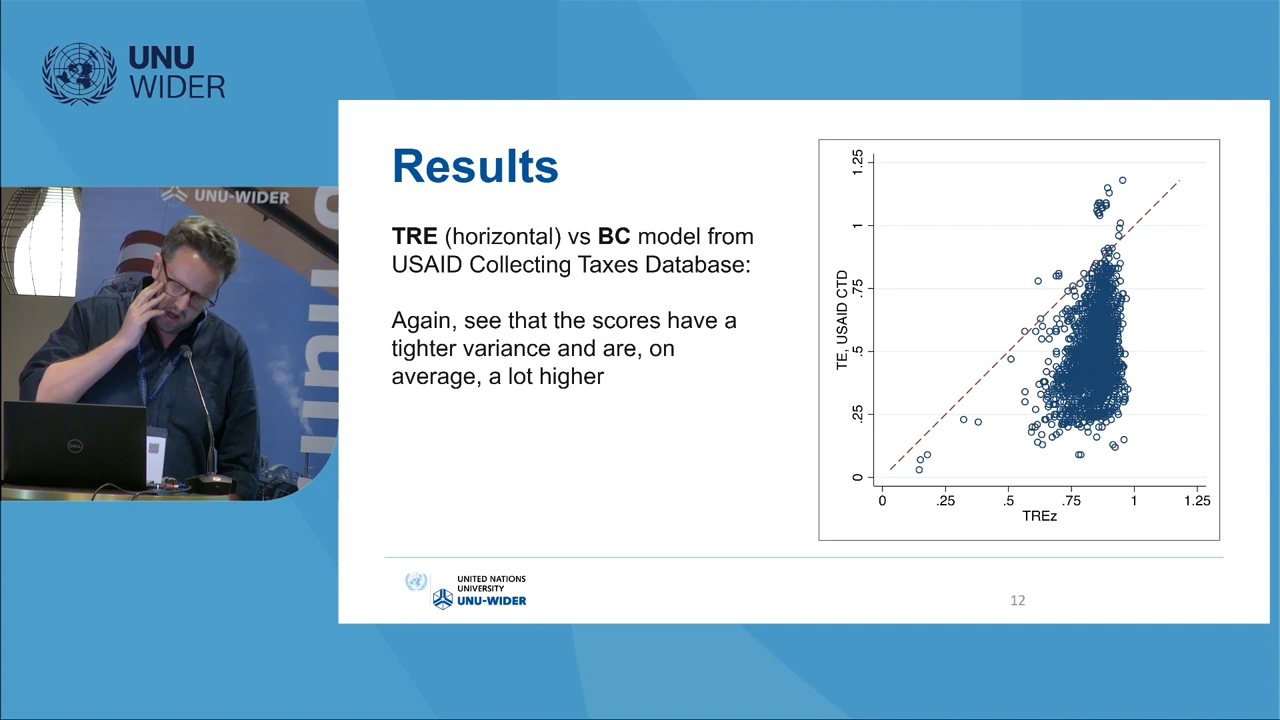 UNU
WIDER
UNU-WIDER
DELL
Results
TRE (horizontal) vs BC model from
USAID Collecting Taxes Database:
Again, see that the scores have a
tighter variance and are, on
average, a lot higher
TE, USAID CTD
1.25
1
.75
.5
.25
0
0 .25 .5 .75 1 1.25
TREz
UNITED NATIONS
UNIVERSITY
UNU-WIDER
12